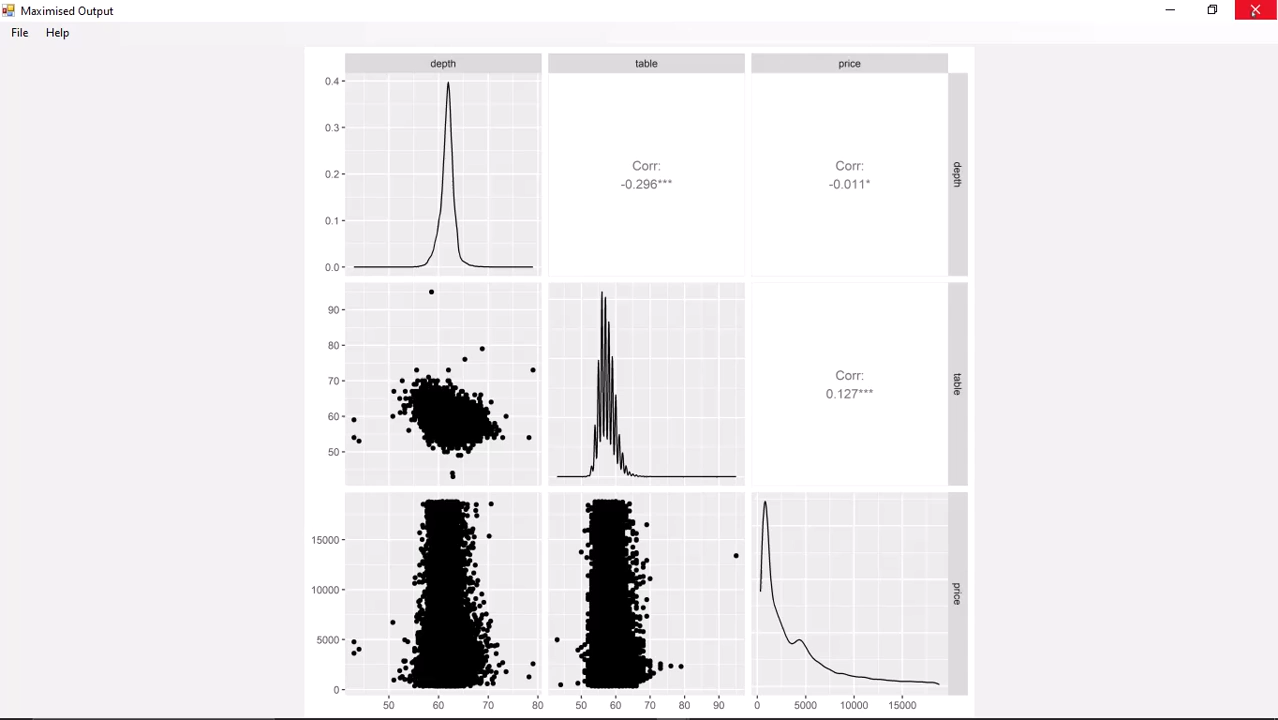 Maximised Output
File Help
depth table price
0.4
0.3
0.2
0.1
0.0
Corr:
-0.296***
Corr:
-0.011*
depth
90
80
70
60
50
Corr:
0.127***
table
15000
10000
5000
0
price
50 60 70 80 50 60 70 80 90 0 5000 10000 15000